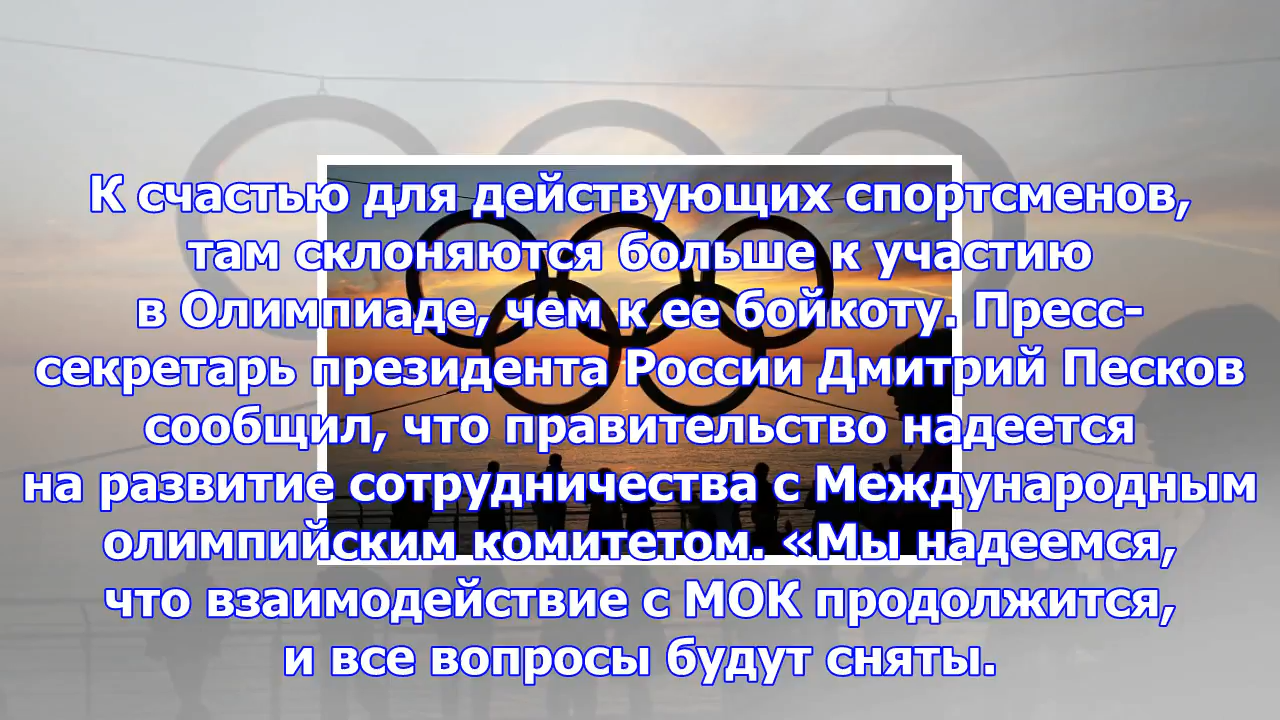 К счастью для действующих спортсменов,
там склоняются больше к участию
в Олимпиаде, чем к ее бойкоту. Пресс-
секретарь президента России Дмитрий Песков
сообщил, что правительство надеется
на развитие сотрудничества с Международным
олимпийским комитетом. «Мы надеемся,
что взаимодействие с МОК продолжится,
и все вопросы будут сняты.